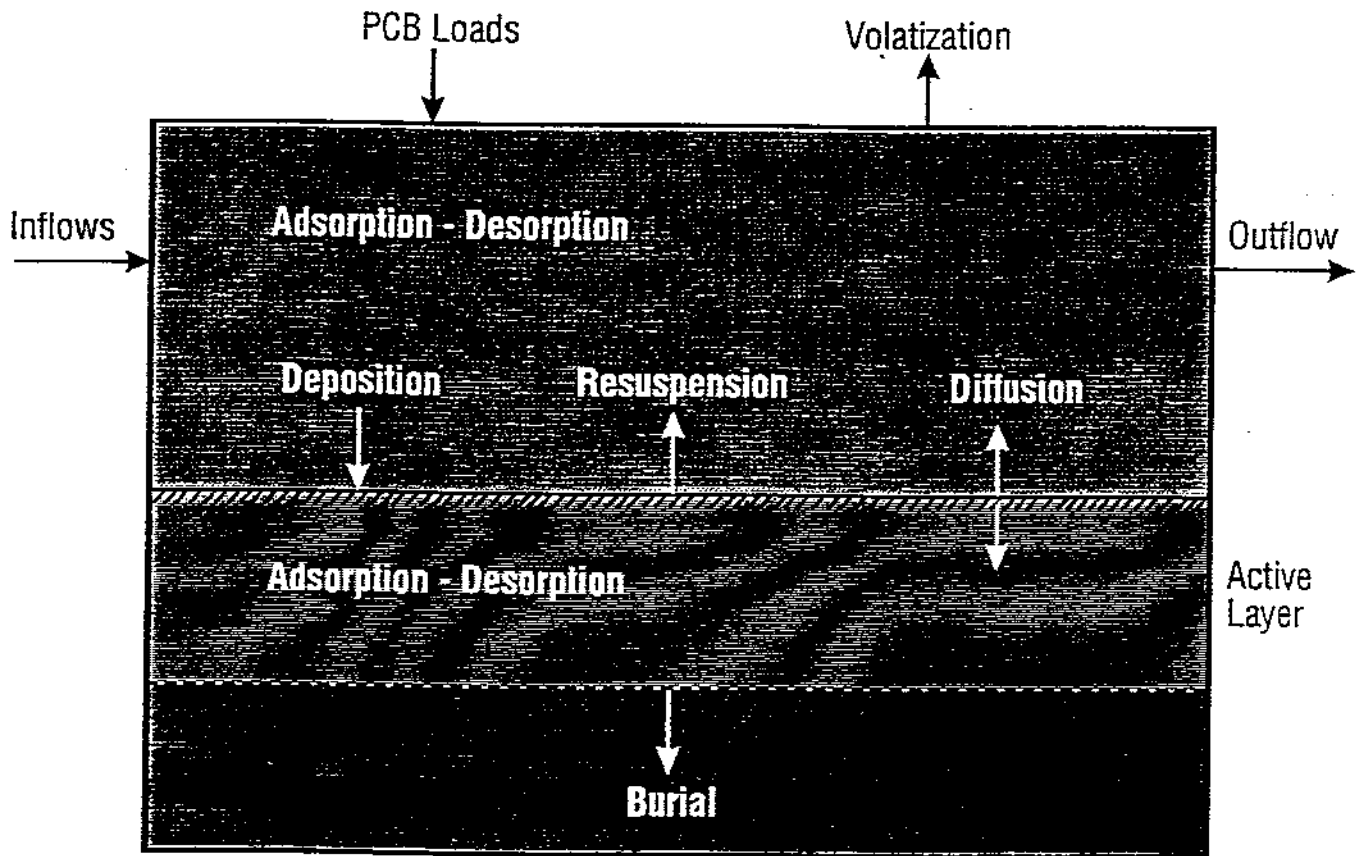 PCB Loads
Volatization
Inflows
Adsorption - Desorption
Outflow
Deposition
Resuspension
Diffusion
Adsorption - Desorption
Active
Layer
Burial